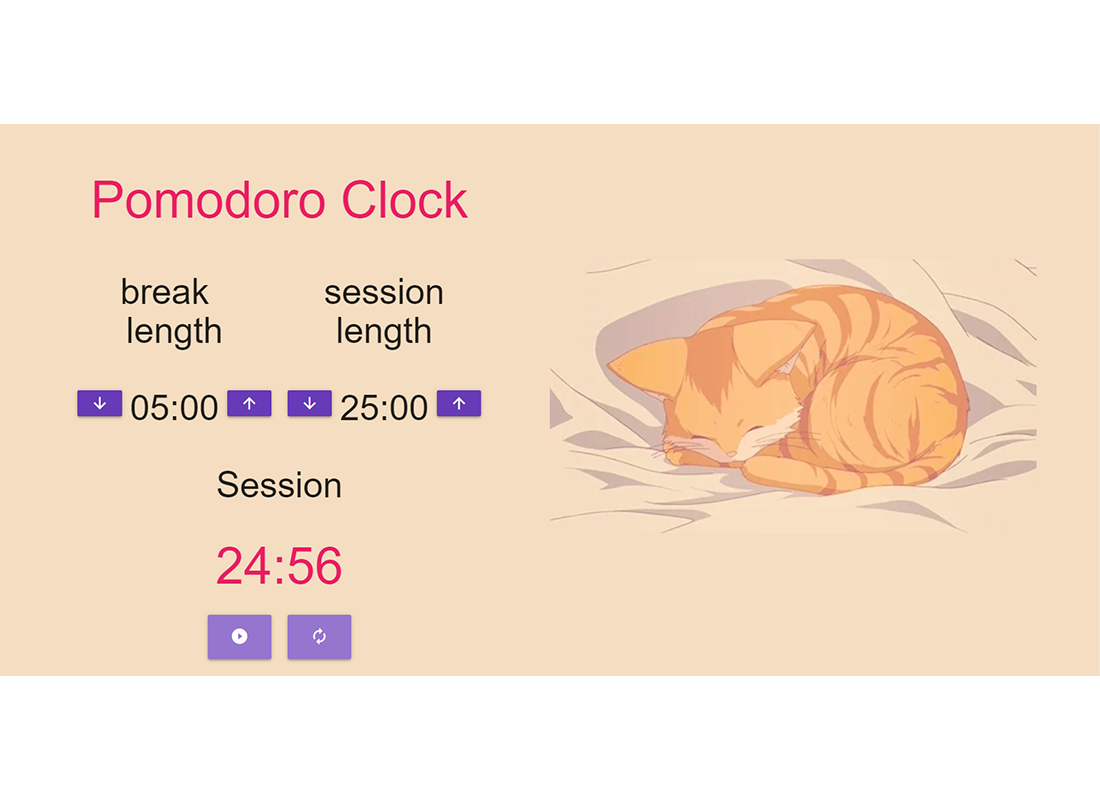 Pomodoro Clock
break
length
session
length
05:00
25:00
Session
24:56